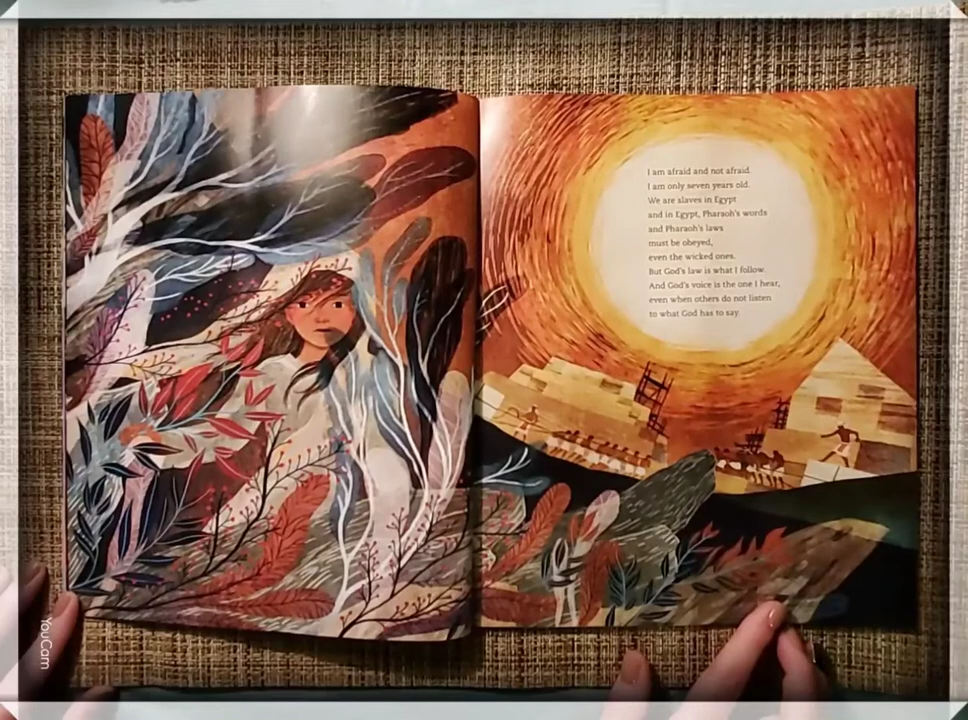 I am afraid and not afraid.
I am only seven years old.
We are slaves in Egypt
and in Egypt, Pharaoh's words
and Pharaoh's laws
must be obeyed,
even the wicked ones.
But God's law is what I follow.
And God's voice is the one I hear,
even when others do not listen
to what God has to say.
YouCam